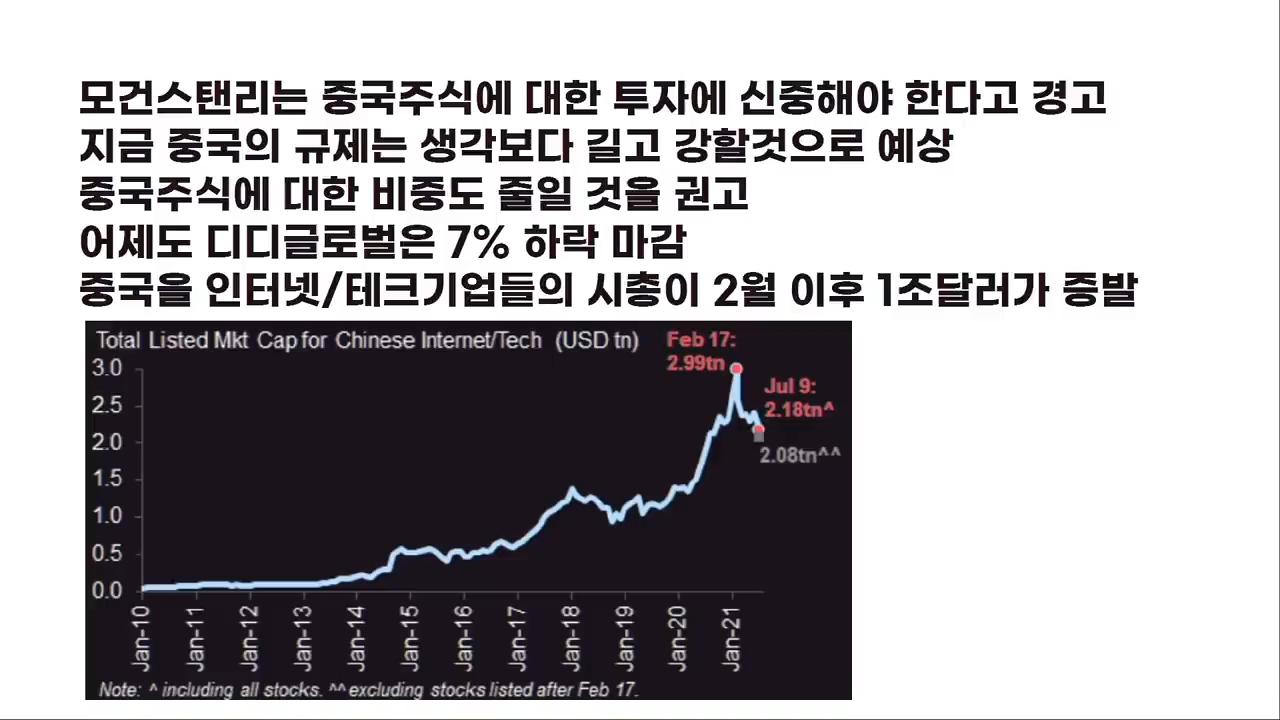 모건스탠리는 중국주식에 대한 투자에 신중해야 한다고 경고
지금 중국의 규제는 생각보다 길고 강할것으로 예상
중국주식에 대한 비중도 줄일 것을 권고
어제도 디디글로벌은 7% 하락 마감
중국을 인터넷/테크기업들의 시총이 2월 이후 1조달러가 증발
Total Listed Mkt Cap for Chinese Internet/Tech (USD tn)
Feb 17:
2.99tn
Jul 9:
2.18tn^
2.08tn^^
3.0
2.5
2.0
1.5
1.0
0.5
0.0
Jan-10
Jan-11
Jan-12
Jan-13
Jan-14
Jan-15
Jan-16
Jan-17
Jan-18
Jan-19
Jan-20
Jan-21
Note: ^ including all stocks. ^^ excluding stocks listed after Feb 17.